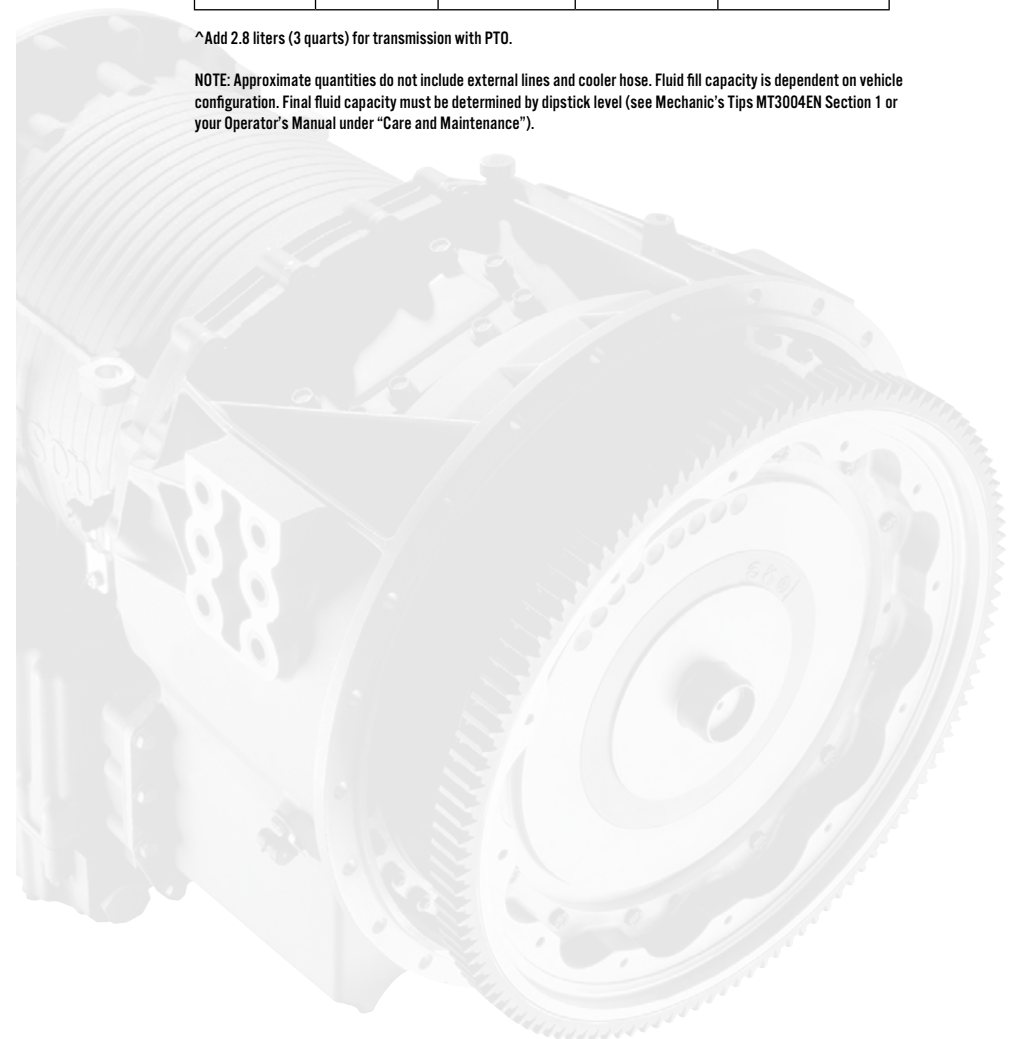 ^Add 2.8 liters (3 quarts) for transmission with PTO.
NOTE: Approximate quantities do not include external lines and cooler hose. Fluid fill capacity is dependent on vehicle
configuration. Final fluid capacity must be determined by dipstick level (see Mechanic's Tips MT3004EN Section 1 or
your Operator's Manual under “Care and Maintenance”).